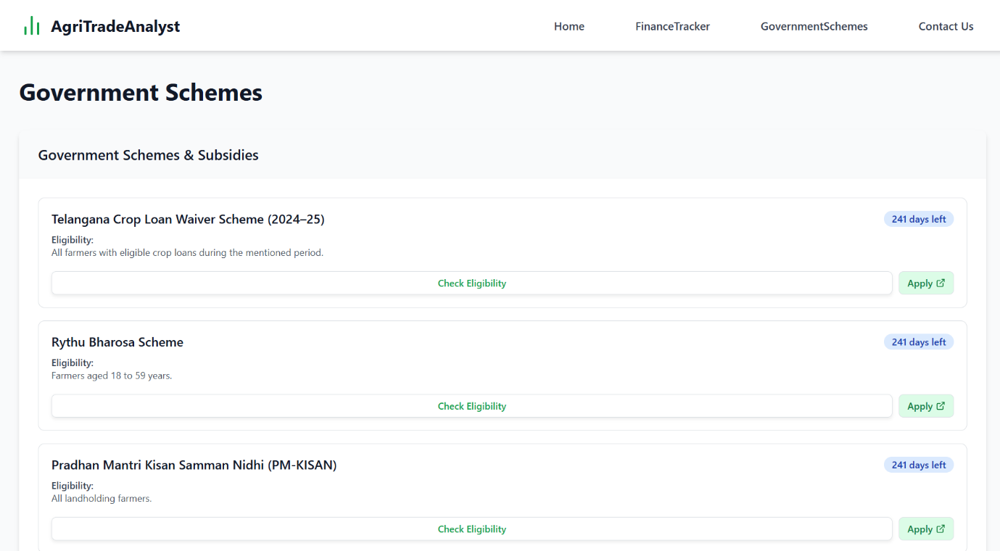 AgriTradeAnalyst
Home FinanceTracker GovernmentSchemes Contact Us
Government Schemes
Government Schemes & Subsidies
Telangana Crop Loan Waiver Scheme (2024–25) 241 days left
Eligibility:
All farmers with eligible crop loans during the mentioned period.
Check Eligibility Apply
Rythu Bharosa Scheme 241 days left
Eligibility:
Farmers aged 18 to 59 years.
Check Eligibility Apply
Pradhan Mantri Kisan Samman Nidhi (PM-KISAN) 241 days left
Eligibility:
All landholding farmers.
Check Eligibility Apply